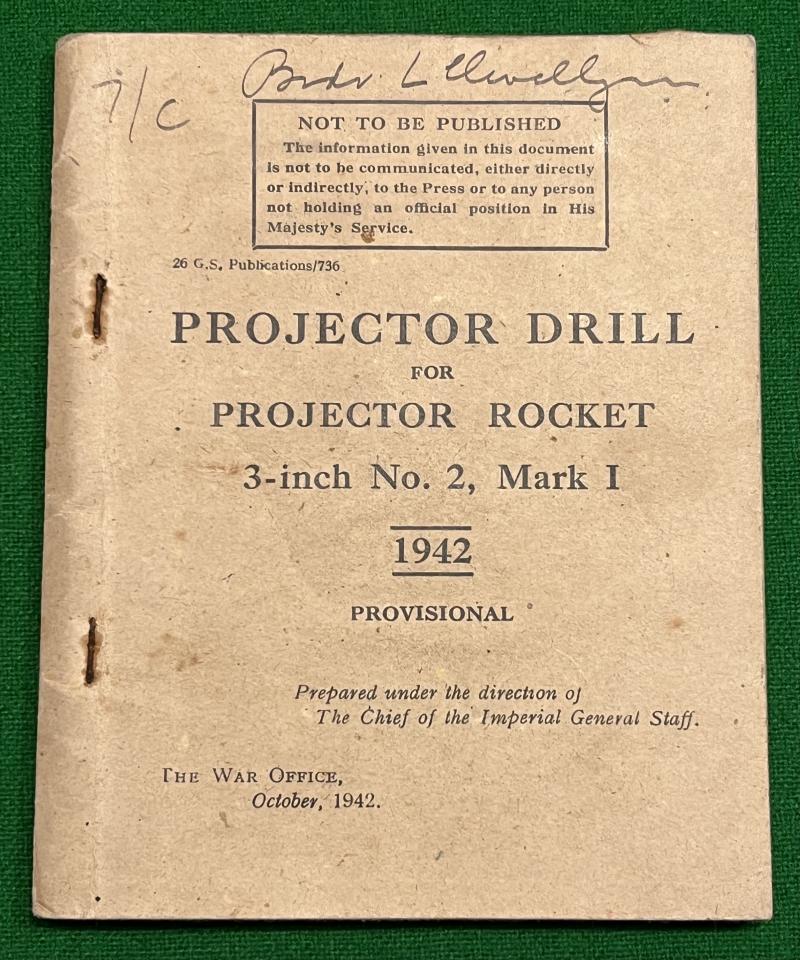 7/C Bndr. Llewellyn
NOT TO BE PUBLISHED
The information given in this document
is not to be communicated, either directly
or indirectly, to the Press or to any person
not holding an official position in His
Majesty's Service.
26 G.S. Publications/736
PROJECTOR DRILL
FOR
PROJECTOR ROCKET
3-inch No. 2, Mark I
1942
PROVISIONAL
Prepared under the direction of
The Chief of the Imperial General Staff.
THE WAR OFFICE,
October, 1942.